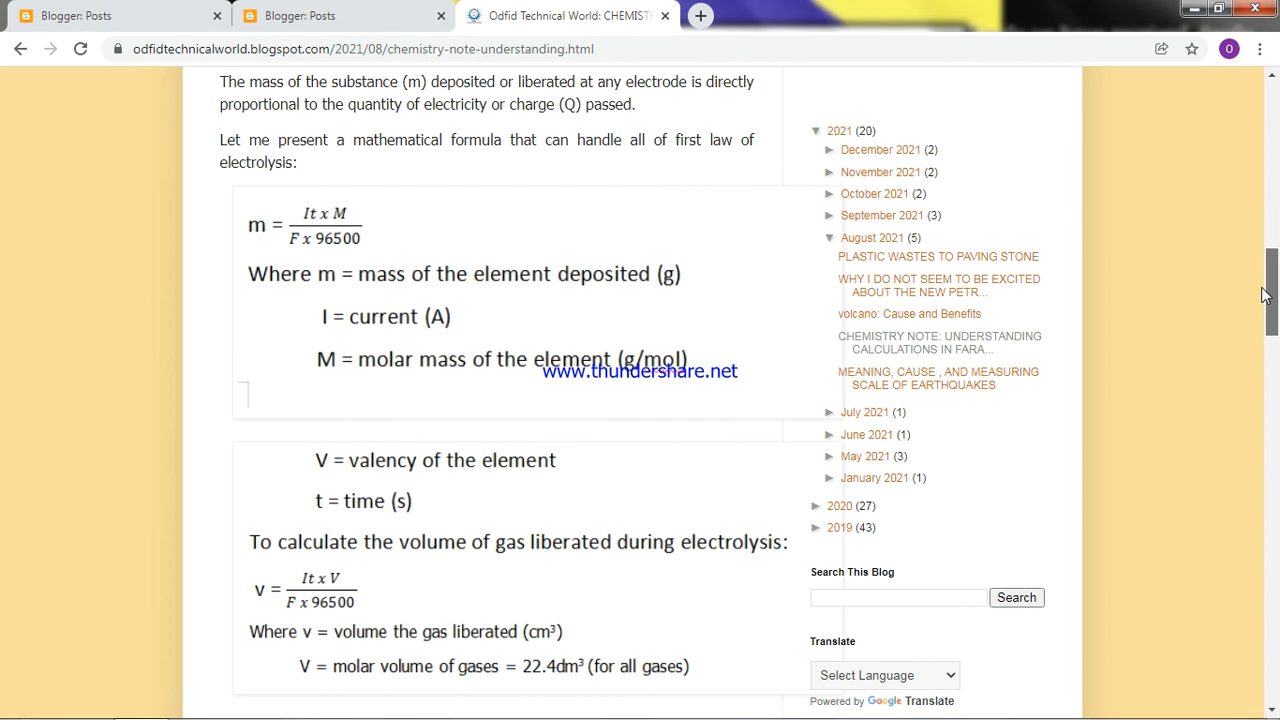 Blogger: Posts
Blogger: Posts
Odfid Technical World: CHEMIST
odfidtechnicalworld.blogspot.com/2021/08/chemistry-note-understanding.html
O
The mass of the substance (m) deposited or liberated at any electrode is directly
proportional to the quantity of electricity or charge (Q) passed.
Let me present a mathematical formula that can handle all of first law of
electrolysis:
m = It x M / F x 96500
Where m = mass of the element deposited (g)
I = current (A)
M = molar mass of the element (g/mol)
www.thundershare.net
V = valency of the element
t = time (s)
To calculate the volume of gas liberated during electrolysis:
v = It x V / F x 96500
Where v = volume the gas liberated (cm³)
V = molar volume of gases = 22.4dm³ (for all gases)
▼ 2021 (20)
► December 2021 (2)
► November 2021 (2)
► October 2021 (2)
► September 2021 (3)
▼ August 2021 (5)
PLASTIC WASTES TO PAVING STONE
WHY I DO NOT SEEM TO BE EXCITED
ABOUT THE NEW PETR...
volcano: Cause and Benefits
CHEMISTRY NOTE: UNDERSTANDING
CALCULATIONS IN FARA...
MEANING, CAUSE , AND MEASURING
SCALE OF EARTHQUAKES
► July 2021 (1)
► June 2021 (1)
► May 2021 (3)
► January 2021 (1)
► 2020 (27)
► 2019 (43)
Search This Blog
Search
Translate
Select Language
Powered by Google Translate